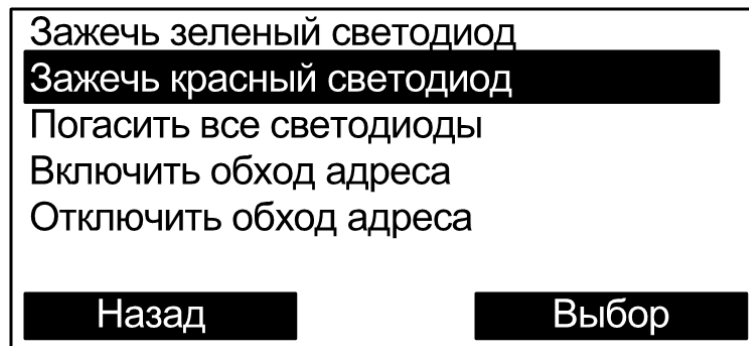 Зажечь зеленый светодиод
Зажечь красный светодиод
Погасить все светодиоды
Включить обход адреса
Отключить обход адреса
Назад Выбор